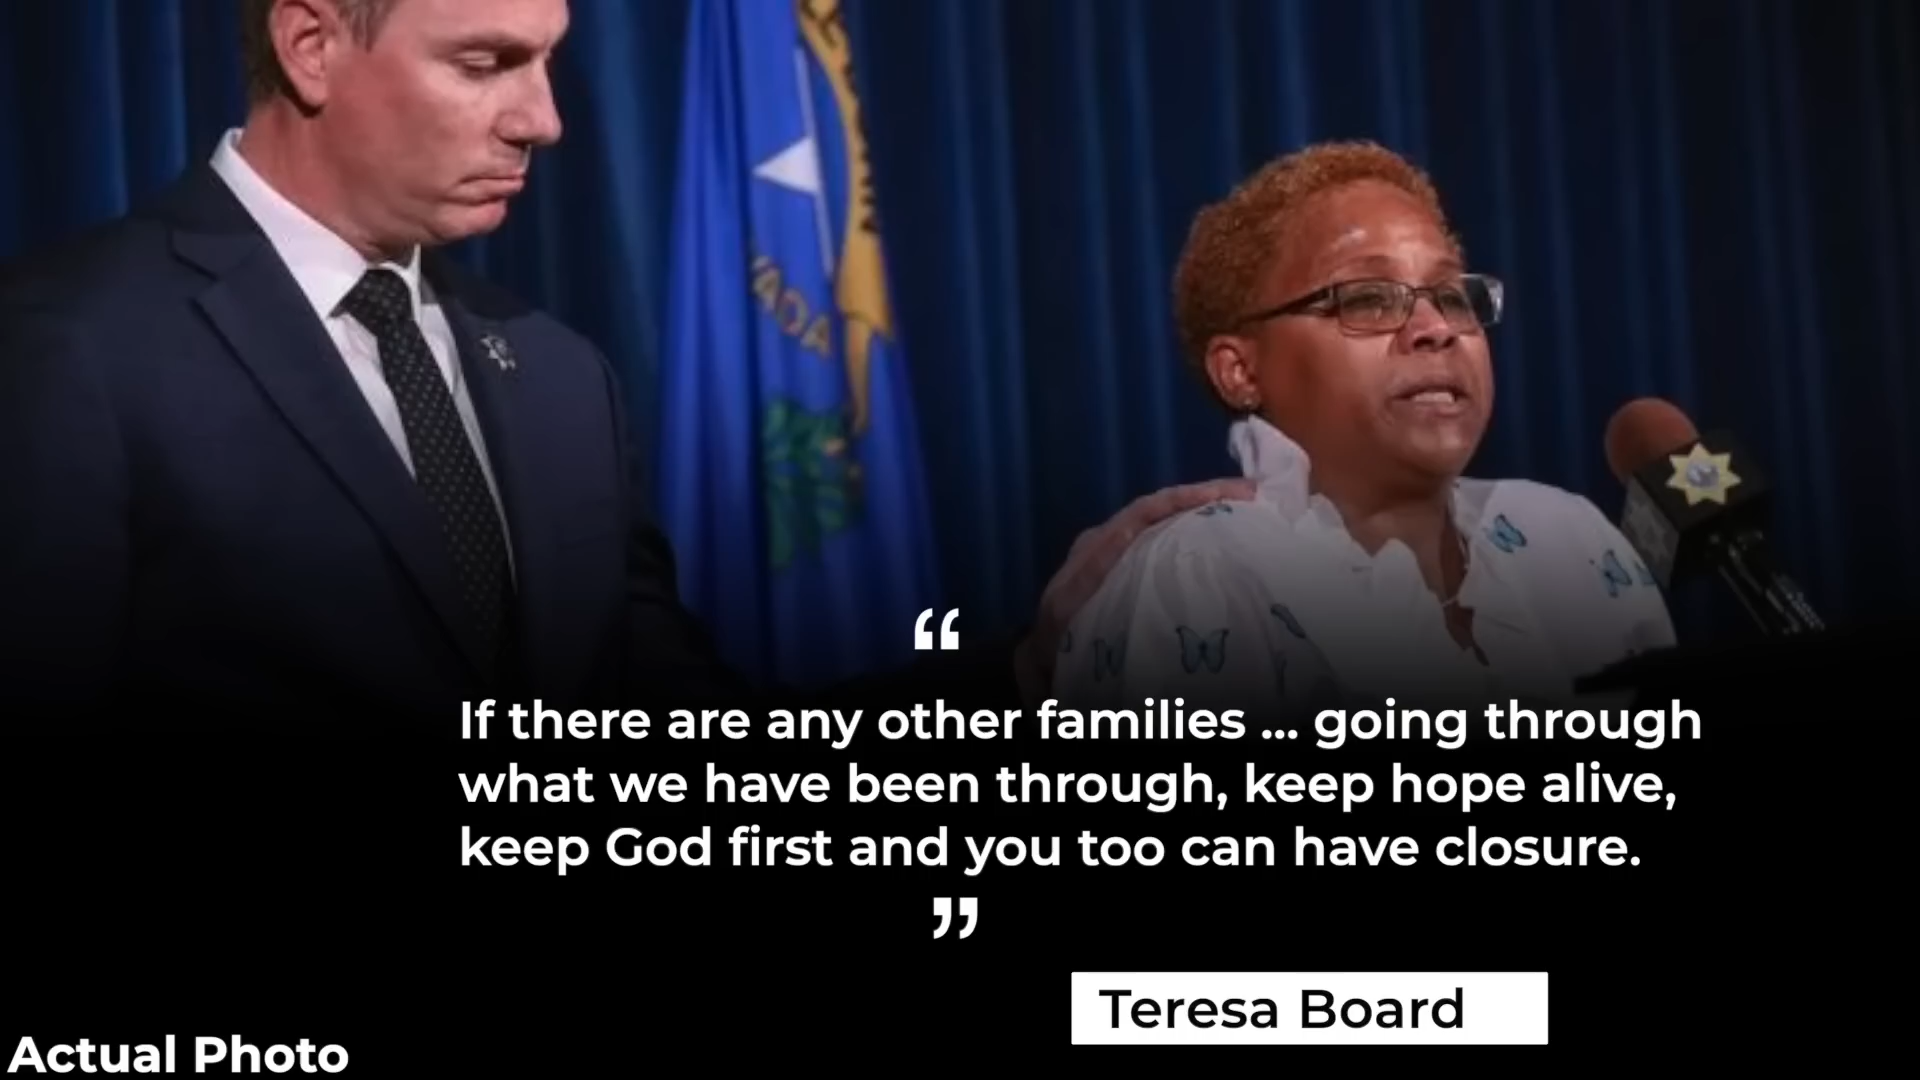 VADA
“
If there are any other families ... going through
what we have been through, keep hope alive,
keep God first and you too can have closure.
”
Teresa Board
Actual Photo